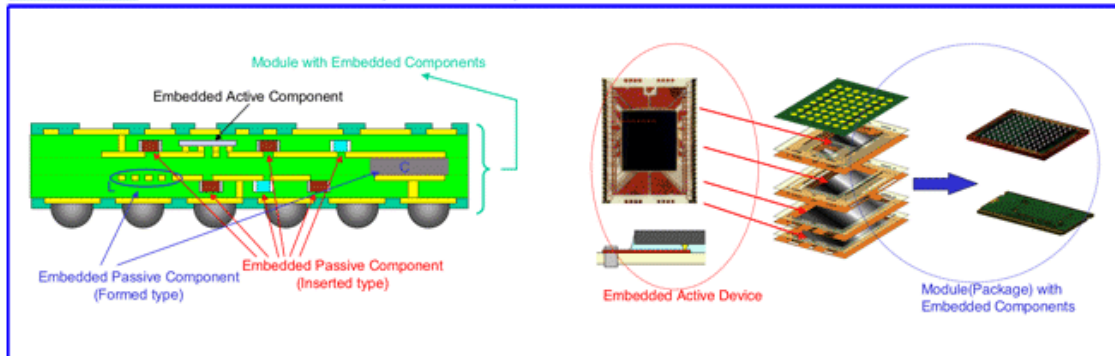 Module with Embedded Components
Embedded Active Component
C
L
Embedded Passive Component
(Formed type)
Embedded Passive Component
(Inserted type)
Embedded Active Device
Module(Package) with
Embedded Components